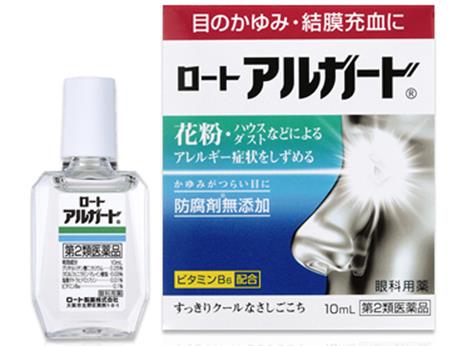 目のかゆみ・結膜充血に
ロート アルガード®
花粉・ハウスダストなどによる
アレルギー症状をしずめる
かゆみがつらい目に
防腐剤無添加
ビタミンB6 配合
眼科用薬
すっきりクールなさしごこち
10mL 第2類医薬品
ロート
アルガード
第2類医薬品
10mL
ロート製薬株式会社